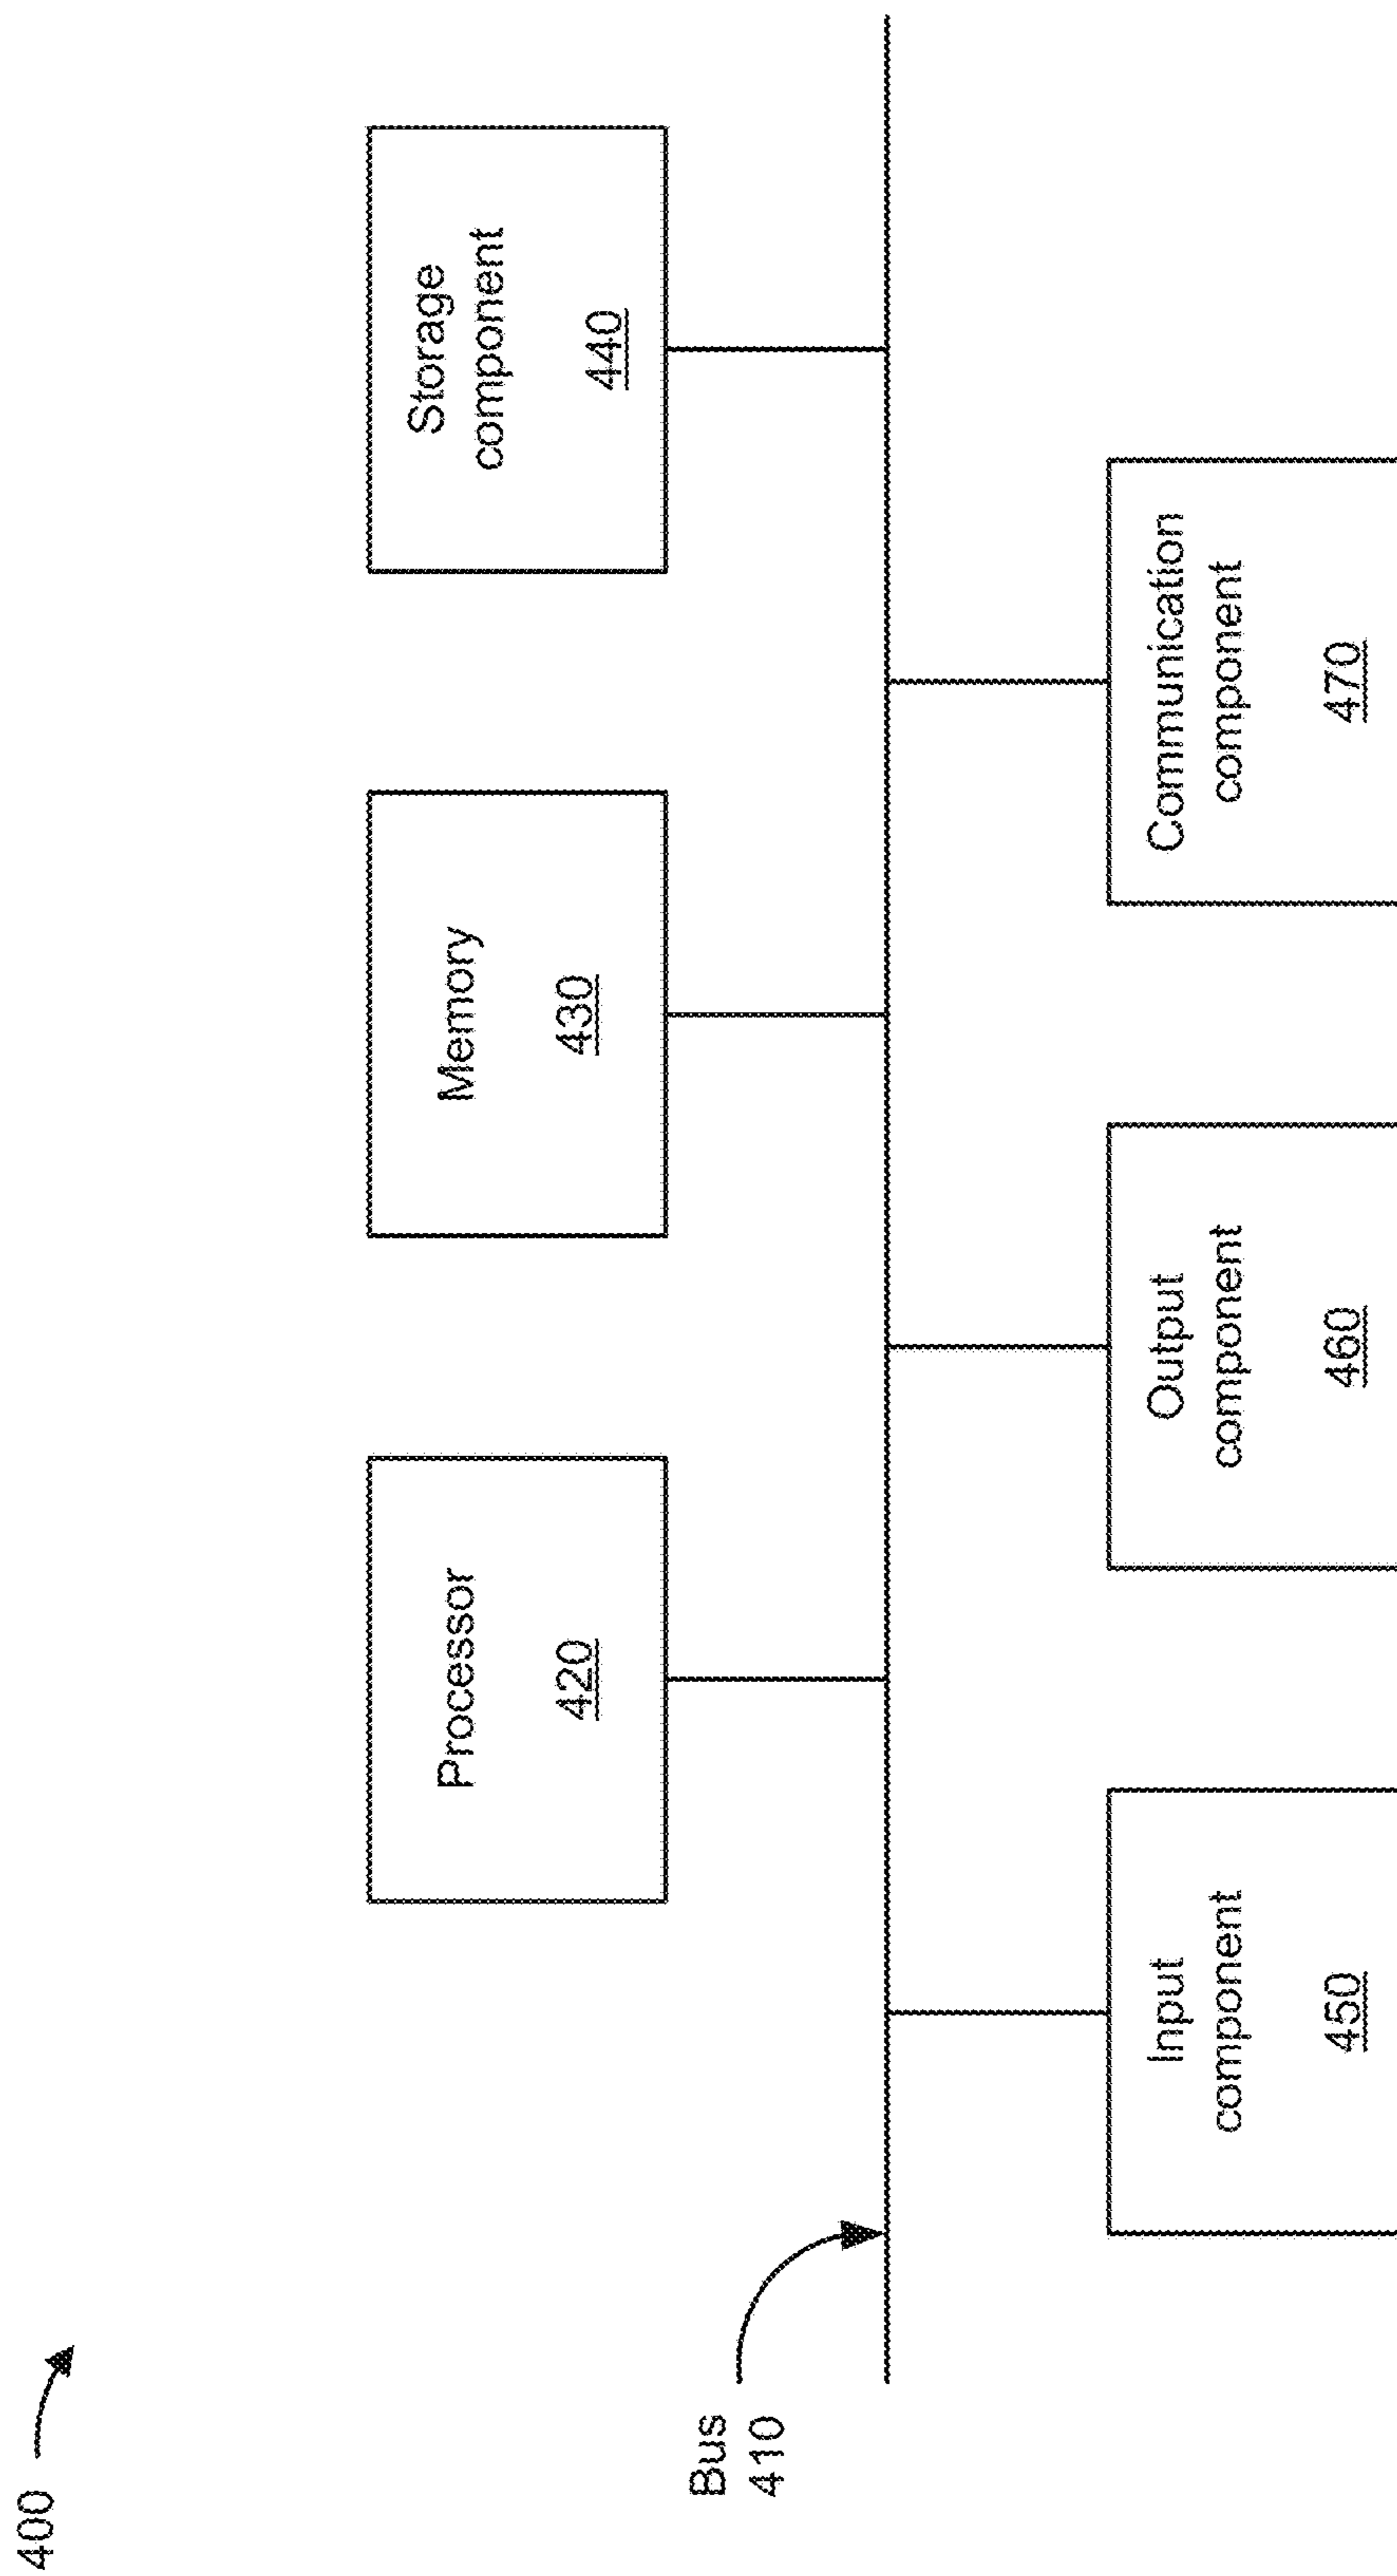 400
Processor
420
Memory
430
Storage
component
440
Bus
410
Input
component
450
Output
component
460
Communication
component
470